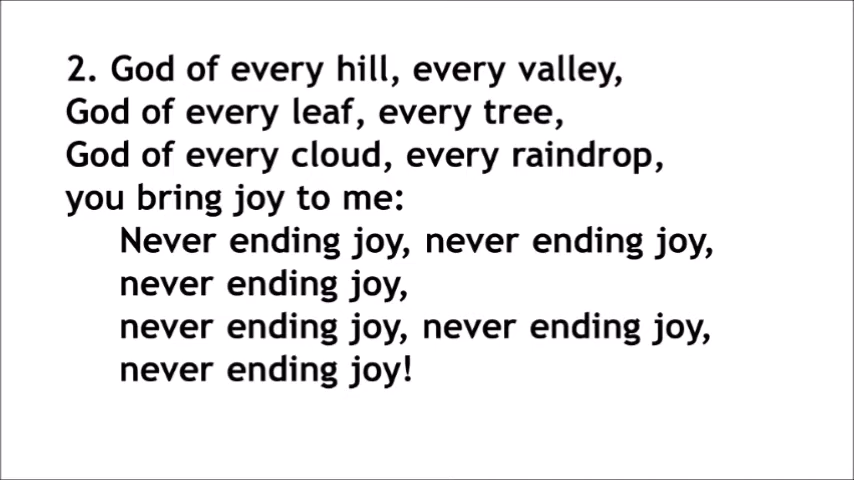 2. God of every hill, every valley,
God of every leaf, every tree,
God of every cloud, every raindrop,
you bring joy to me:
Never ending joy, never ending joy,
never ending joy,
never ending joy, never ending joy,
never ending joy!